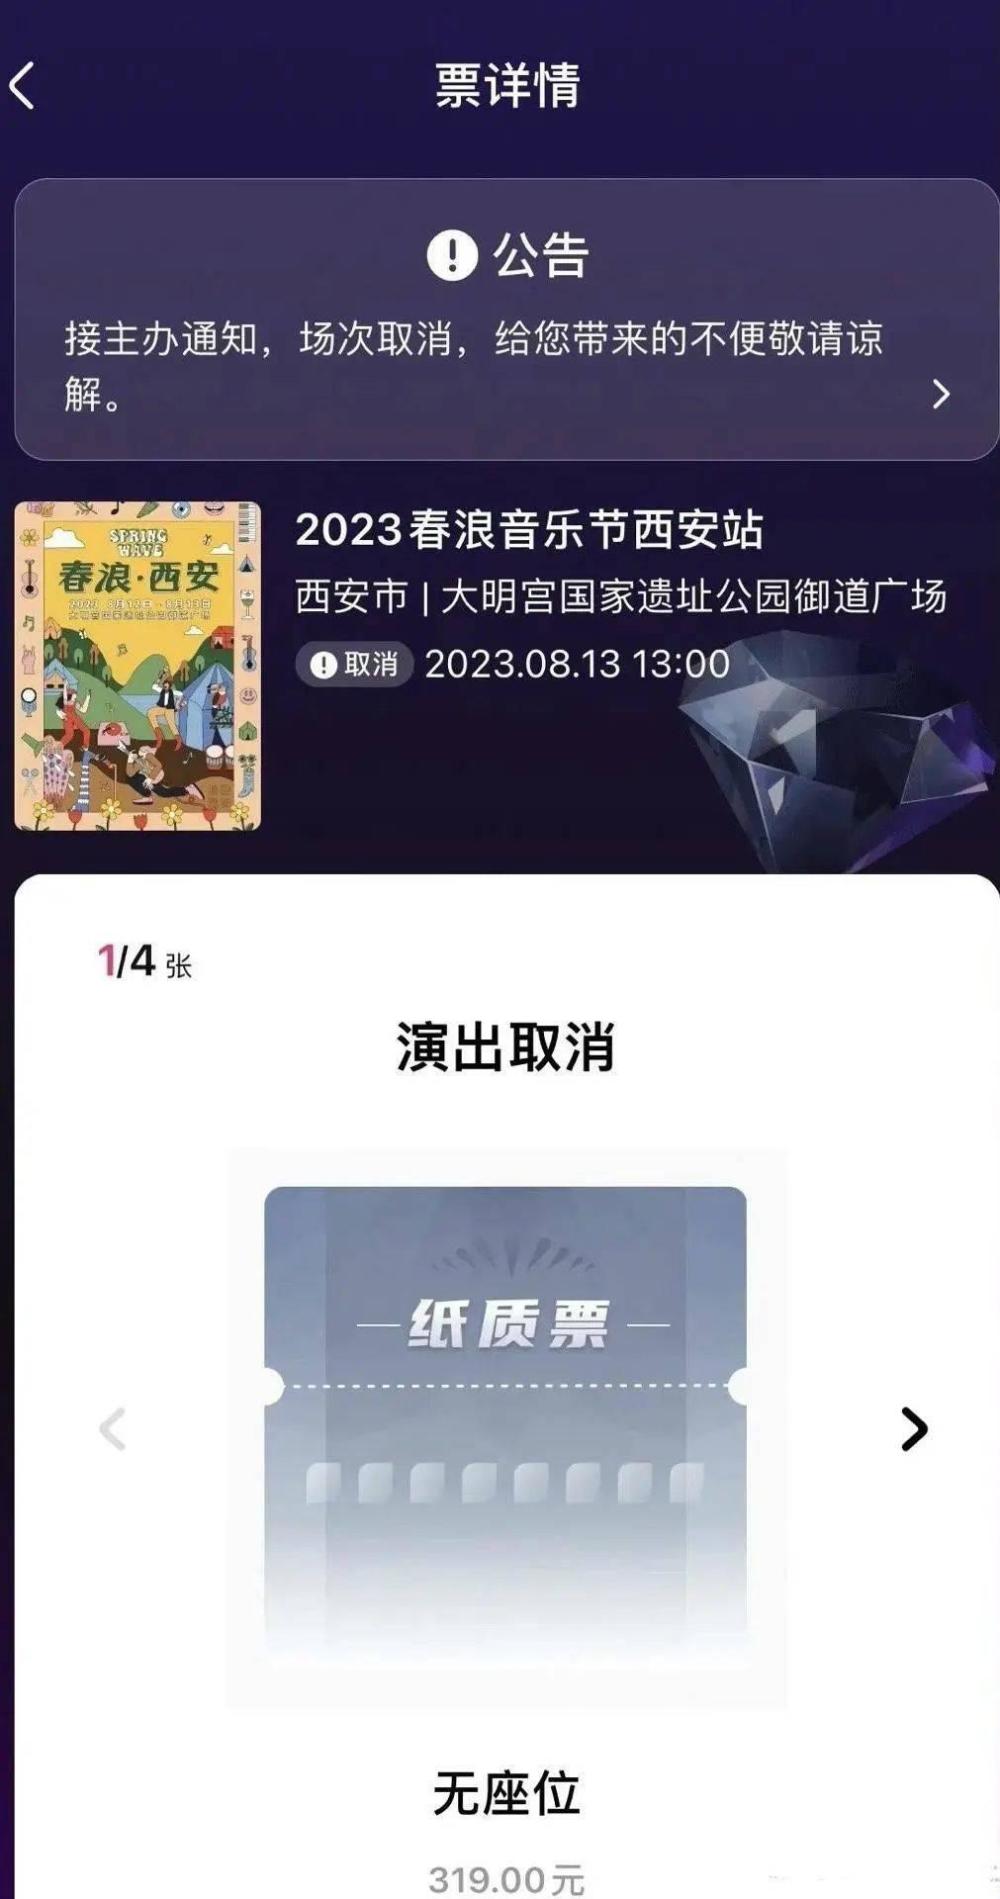 票详情
公告
接主办通知，场次取消，给您带来的不便敬请谅
解。
SPRING
WAVE
春浪·西安
2023春浪音乐节西安站
西安市 | 大明宫国家遗址公园御道广场
取消 2023.08.13 13:00
1/4 张
演出取消
纸质票
无座位
319.00元